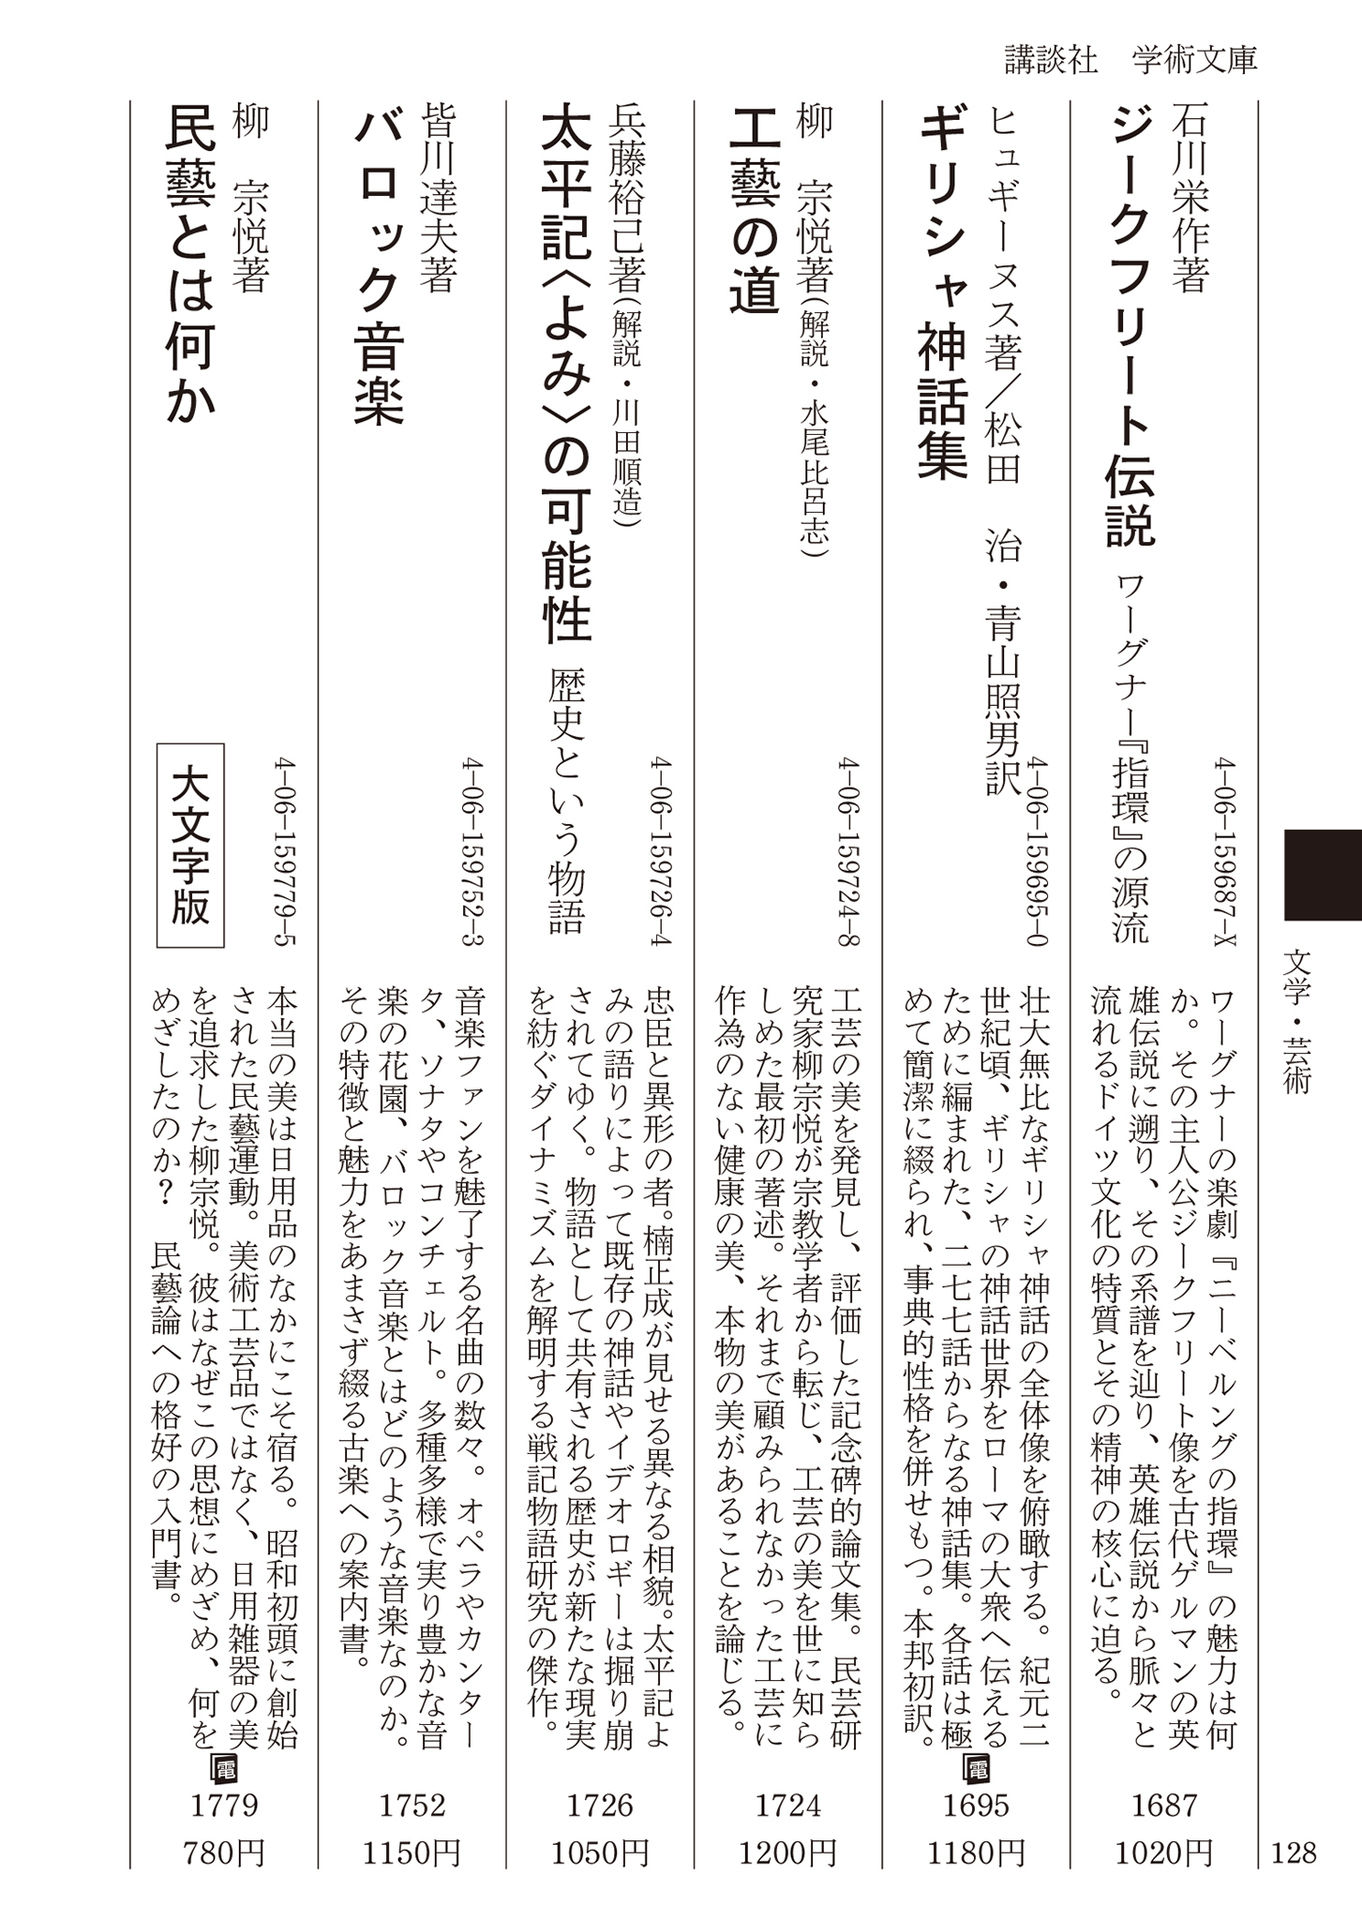 講談社　学術文庫
文学・芸術
128
石川栄作著
ジークフリート伝説 ワーグナー『指環』の源流
4-06-159687-X
ワーグナーの楽劇『ニーベルングの指環』の魅力は何
か。その主人公ジークフリート像を古代ゲルマンの英
雄伝説に遡り、その系譜を辿り、英雄伝説から脈々と
流れるドイツ文化の特質とその精神の核心に迫る。
1687
1020円
ヒュギーヌス著／松田　治・青山照男訳
ギリシャ神話集
4-06-159695-0
壮大無比なギリシャ神話の全体像を俯瞰する。紀元二
世紀頃、ギリシャの神話世界をローマの大衆へ伝える
ために編まれた、二七七話からなる神話集。各話は極
めて簡潔に綴られ、事典的性格を併せもつ。本邦初訳。
電
1695
1180円
柳　宗悦著（解説・水尾比呂志）
工藝の道
4-06-159724-8
工芸の美を発見し、評価した記念碑的論文集。民芸研
究家柳宗悦が宗教学者から転じ、工芸の美を世に知ら
しめた最初の著述。それまで顧みられなかった工芸に
作為のない健康の美、本物の美があることを論じる。
1724
1200円
兵藤裕己著（解説・川田順造）
太平記〈よみ〉の可能性 歴史という物語
4-06-159726-4
忠臣と異形の者。楠正成が見せる異なる相貌。太平記よ
みの語りによって既存の神話やイデオロギーは掘り崩
されてゆく。物語として共有される歴史が新たな現実
を紡ぐダイナミズムを解明する戦記物語研究の傑作。
1726
1050円
皆川達夫著
バロック音楽
4-06-159752-3
音楽ファンを魅了する名曲の数々。オペラやカンター
タ、ソナタやコンチェルト。多種多様で実り豊かな音
楽の花園、バロック音楽とはどのような音楽なのか。
その特徴と魅力をあまさず綴る古楽への案内書。
1752
1150円
柳　宗悦著
民藝とは何か
大文字版
4-06-159779-5
本当の美は日用品のなかにこそ宿る。昭和初頭に創始
された民藝運動。美術工芸品ではなく、日用雑器の美
を追求した柳宗悦。彼はなぜこの思想にめざめ、何を
めざしたのか？　民藝論への格好の入門書。
電
1779
780円